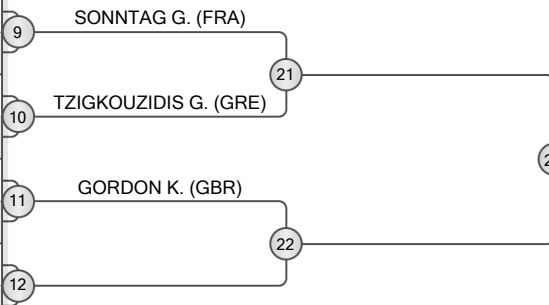 SONNTAG G. (FRA)
9
21
TZIGKOUZIDIS G. (GRE)
10
GORDON K. (GBR)
11
22
12